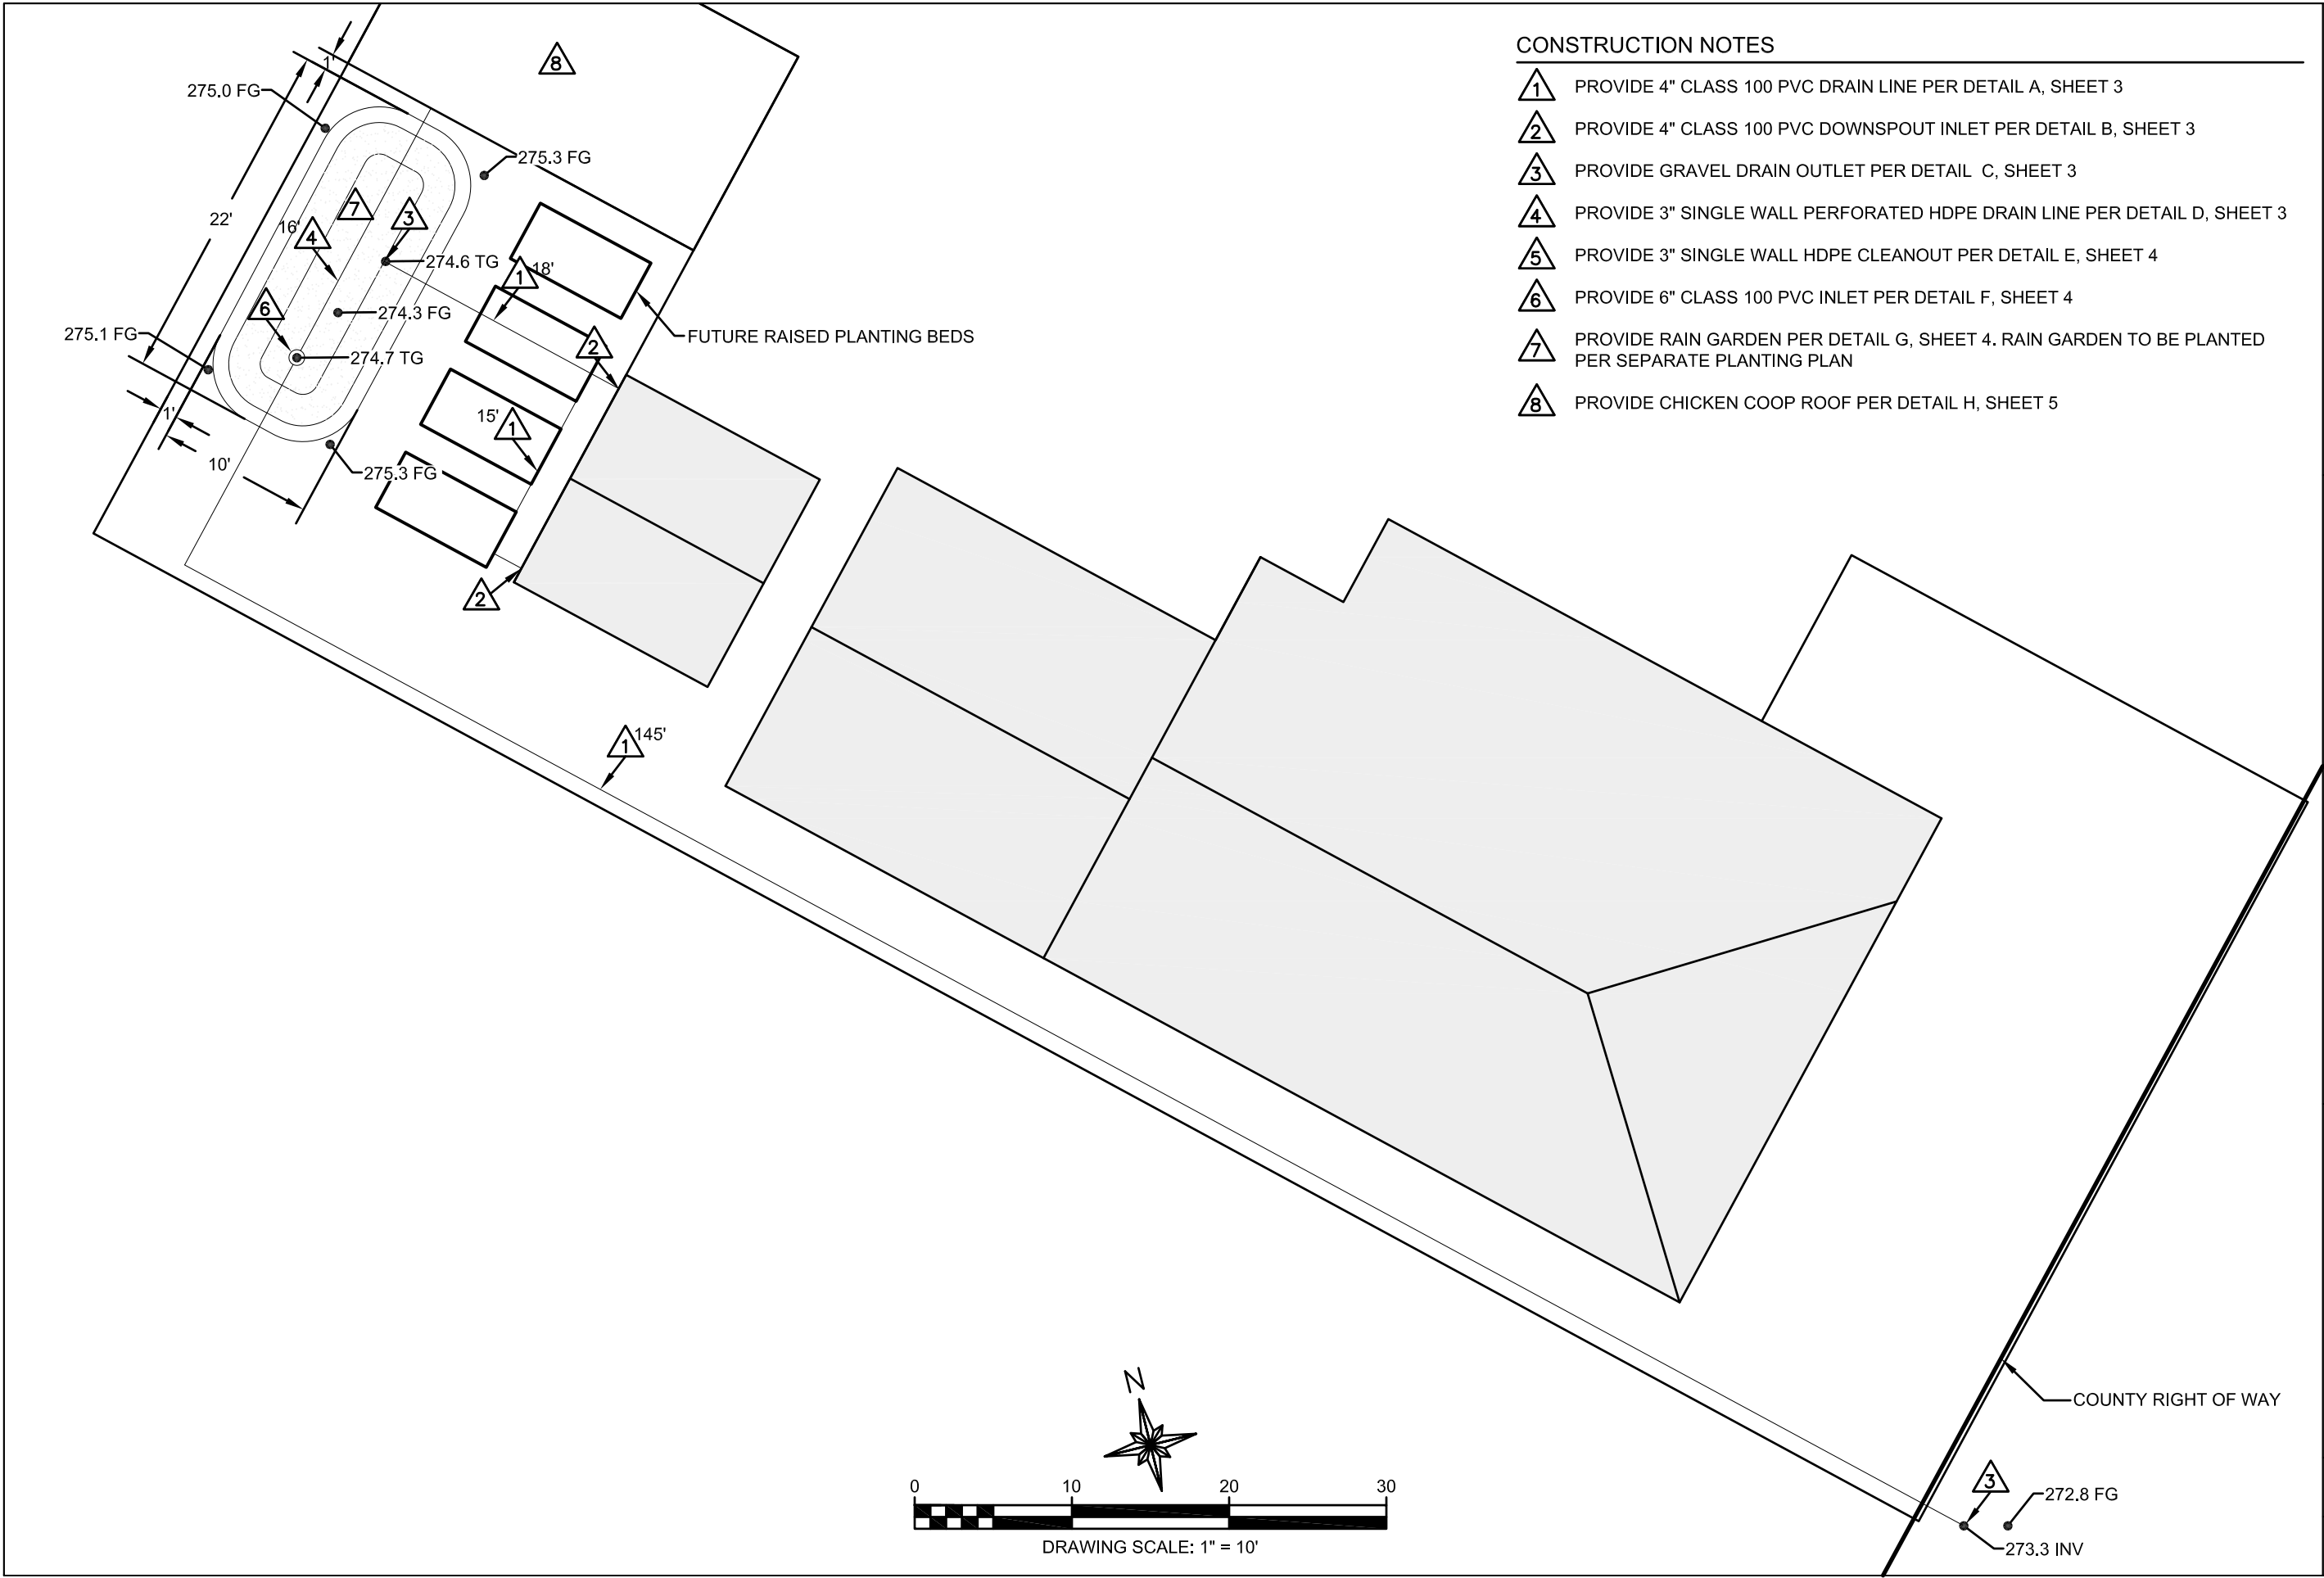 CONSTRUCTION NOTES
1 PROVIDE 4" CLASS 100 PVC DRAIN LINE PER DETAIL A, SHEET 3
2 PROVIDE 4" CLASS 100 PVC DOWNSPOUT INLET PER DETAIL B, SHEET 3
3 PROVIDE GRAVEL DRAIN OUTLET PER DETAIL C, SHEET 3
4 PROVIDE 3" SINGLE WALL PERFORATED HDPE DRAIN LINE PER DETAIL D, SHEET 3
5 PROVIDE 3" SINGLE WALL HDPE CLEANOUT PER DETAIL E, SHEET 4
6 PROVIDE 6" CLASS 100 PVC INLET PER DETAIL F, SHEET 4
7 PROVIDE RAIN GARDEN PER DETAIL G, SHEET 4. RAIN GARDEN TO BE PLANTED
PER SEPARATE PLANTING PLAN
8 PROVIDE CHICKEN COOP ROOF PER DETAIL H, SHEET 5
8
1'
275.0 FG
275.3 FG
22'
16'
7
3
4
274.6 TG
1
18'
6
274.3 FG
275.1 FG
274.7 TG
2
FUTURE RAISED PLANTING BEDS
1'
15'
1
10'
275.3 FG
2
1
145'
N
0
10
20
30
DRAWING SCALE: 1" = 10'
COUNTY RIGHT OF WAY
3
272.8 FG
273.3 INV